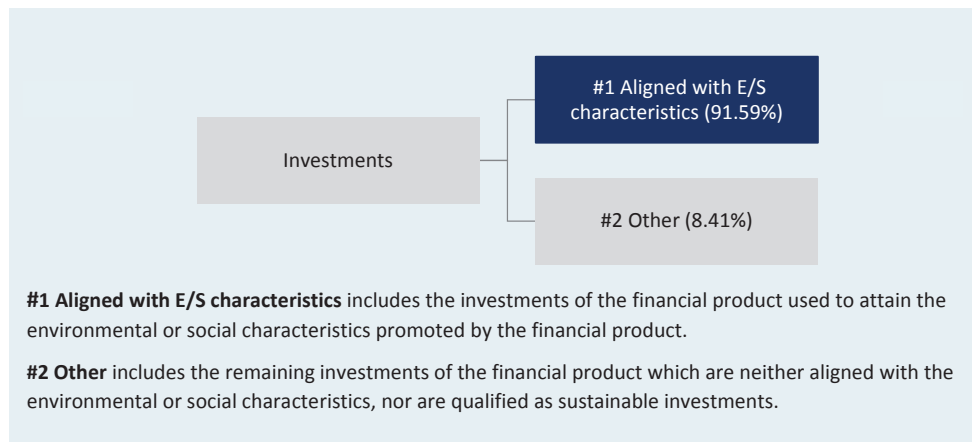 #1 Aligned with E/S
characteristics (91.59%)
Investments
#2 Other (8.41%)
#1 Aligned with E/S characteristics includes the investments of the financial product used to attain the
environmental or social characteristics promoted by the financial product.
#2 Other includes the remaining investments of the financial product which are neither aligned with the
environmental or social characteristics, nor are qualified as sustainable investments.